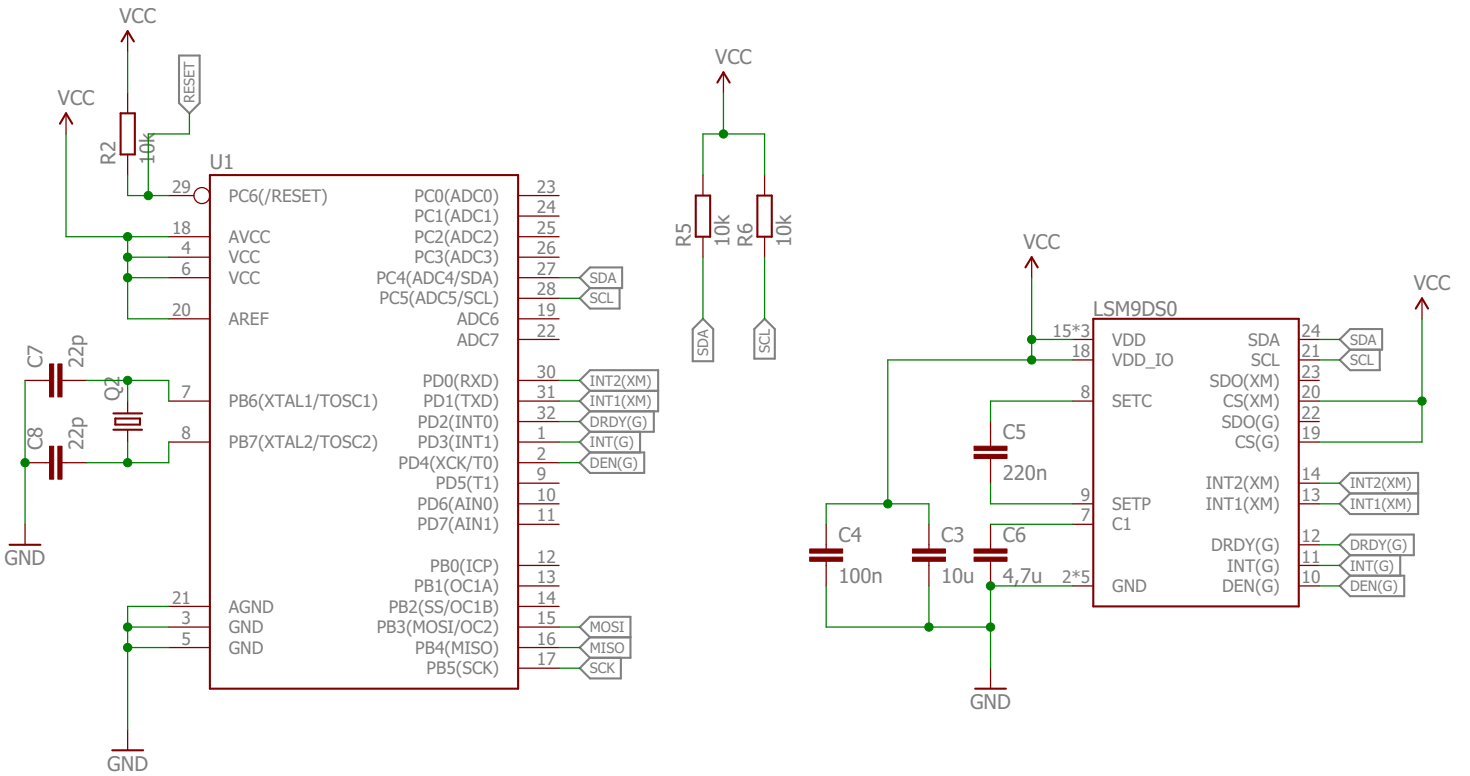 VCC
RESET
VCC
R2
10k
U1
29 PC6(/RESET)
18 AVCC
4 VCC
6 VCC
20 AREF
7 PB6(XTAL1/TOSC1)
8 PB7(XTAL2/TOSC2)
21 AGND
3 GND
5 GND
PC0(ADC0) 23
PC1(ADC1) 24
PC2(ADC2) 25
PC3(ADC3) 26
PC4(ADC4/SDA) 27 SDA
PC5(ADC5/SCL) 28 SCL
ADC6 19
ADC7 22
PD0(RXD) 30 INT2(XM)
PD1(TXD) 31 INT1(XM)
PD2(INT0) 32 DRDY(G)
PD3(INT1) 1 INT(G)
PD4(XCK/T0) 2 DEN(G)
PD5(T1) 9
PD6(AIN0) 10
PD7(AIN1) 11
PB0(ICP) 12
PB1(OC1A) 13
PB2(SS/OC1B) 14
PB3(MOSI/OC2) 15 MOSI
PB4(MISO) 16 MISO
PB5(SCK) 17 SCK
C7
22p
Q2
C8
22p
GND
GND
VCC
R5
10k
R6
10k
SDA
SCL
VCC
LSM9DS0
VCC
15*3 VDD
18 VDD_IO
8 SETC
9 SETP
7 C1
2*5 GND
SDA 24 SDA
SCL 21 SCL
SDO(XM) 23
CS(XM) 20
SDO(G) 22
CS(G) 19
INT2(XM) 14 INT2(XM)
INT1(XM) 13 INT1(XM)
DRDY(G) 12 DRDY(G)
INT(G) 11 INT(G)
DEN(G) 10 DEN(G)
C5
220n
C4
100n
C3
10u
C6
4,7u
GND